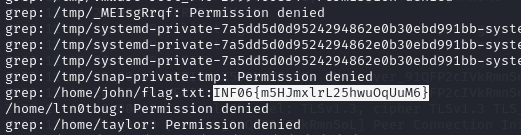 grep: /tmp/_MEIsgRrqf: Permission denied
grep: /tmp/systemd-private-7a5dd5d0d9524294862e0b30ebd991bb-syste
grep: /tmp/systemd-private-7a5dd5d0d9524294862e0b30ebd991bb-syste
grep: /tmp/systemd-private-7a5dd5d0d9524294862e0b30ebd991bb-syste
grep: /tmp/snap-private-tmp: Permission denied
grep: /home/john/flag.txt:INF06{m5HJmxlrL25hwuOqUuM6}
/home/ltn0tbug: Permission denied
grep: /home/taylor: Permission denied